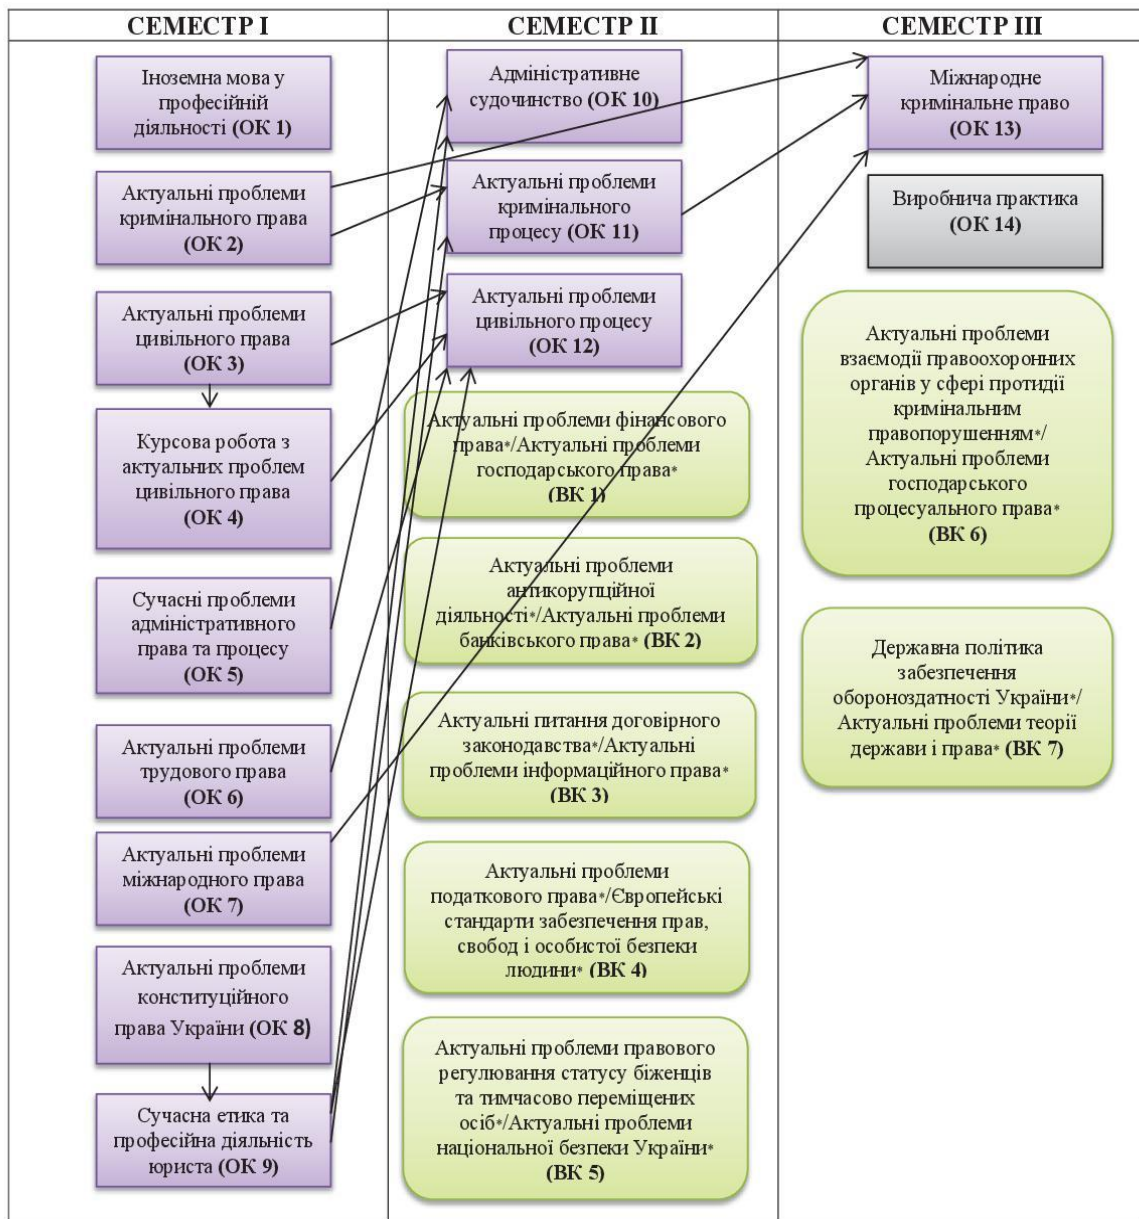 СЕМЕСТР І
Іноземна мова у
професійній
діяльності (ОК 1)
Актуальні проблеми
кримінального права
(ОК 2)
Актуальні проблеми
цивільного права
(ОК 3)
Курсова робота з
актуальних проблем
цивільного права
(ОК 4)
Сучасні проблеми
адміністративного
права та процесу
(ОК 5)
Актуальні проблеми
трудового права
(ОК 6)
Актуальні проблеми
міжнародного права
(ОК 7)
Актуальні проблеми
конституційного
права України (ОК 8)
Сучасна етика та
професійна діяльність
юриста (ОК 9)
СЕМЕСТР ІІ
Адміністративне
судочинство (ОК 10)
Актуальні проблеми
кримінального
процесу (ОК 11)
Актуальні проблеми
цивільного процесу
(ОК 12)
Актуальні проблеми фінансового
права*/Актуальні проблеми
господарського права*
(ВК 1)
Актуальні проблеми
антикорупційної
діяльності*/Актуальні проблеми
банківського права* (ВК 2)
Актуальні питання договірного
законодавства*/Актуальні
проблеми інформаційного права*
(ВК 3)
Актуальні проблеми
податкового права*/Європейські
стандарти забезпечення прав,
свобод і особистої безпеки
людини* (ВК 4)
Актуальні проблеми правового
регулювання статусу біженців
та тимчасово переміщених
осіб*/Актуальні проблеми
національної безпеки України*
(ВК 5)
СЕМЕСТР ІІІ
Міжнародне
кримінальне право
(ОК 13)
Виробнича практика
(ОК 14)
Актуальні проблеми
взаємодії правоохоронних
органів у сфері протидії
кримінальним
правопорушенням*/
Актуальні проблеми
господарського
процесуального права*
(ВК 6)
Державна політика
забезпечення
обороноздатності України*/
Актуальні проблеми теорії
держави і права* (ВК 7)